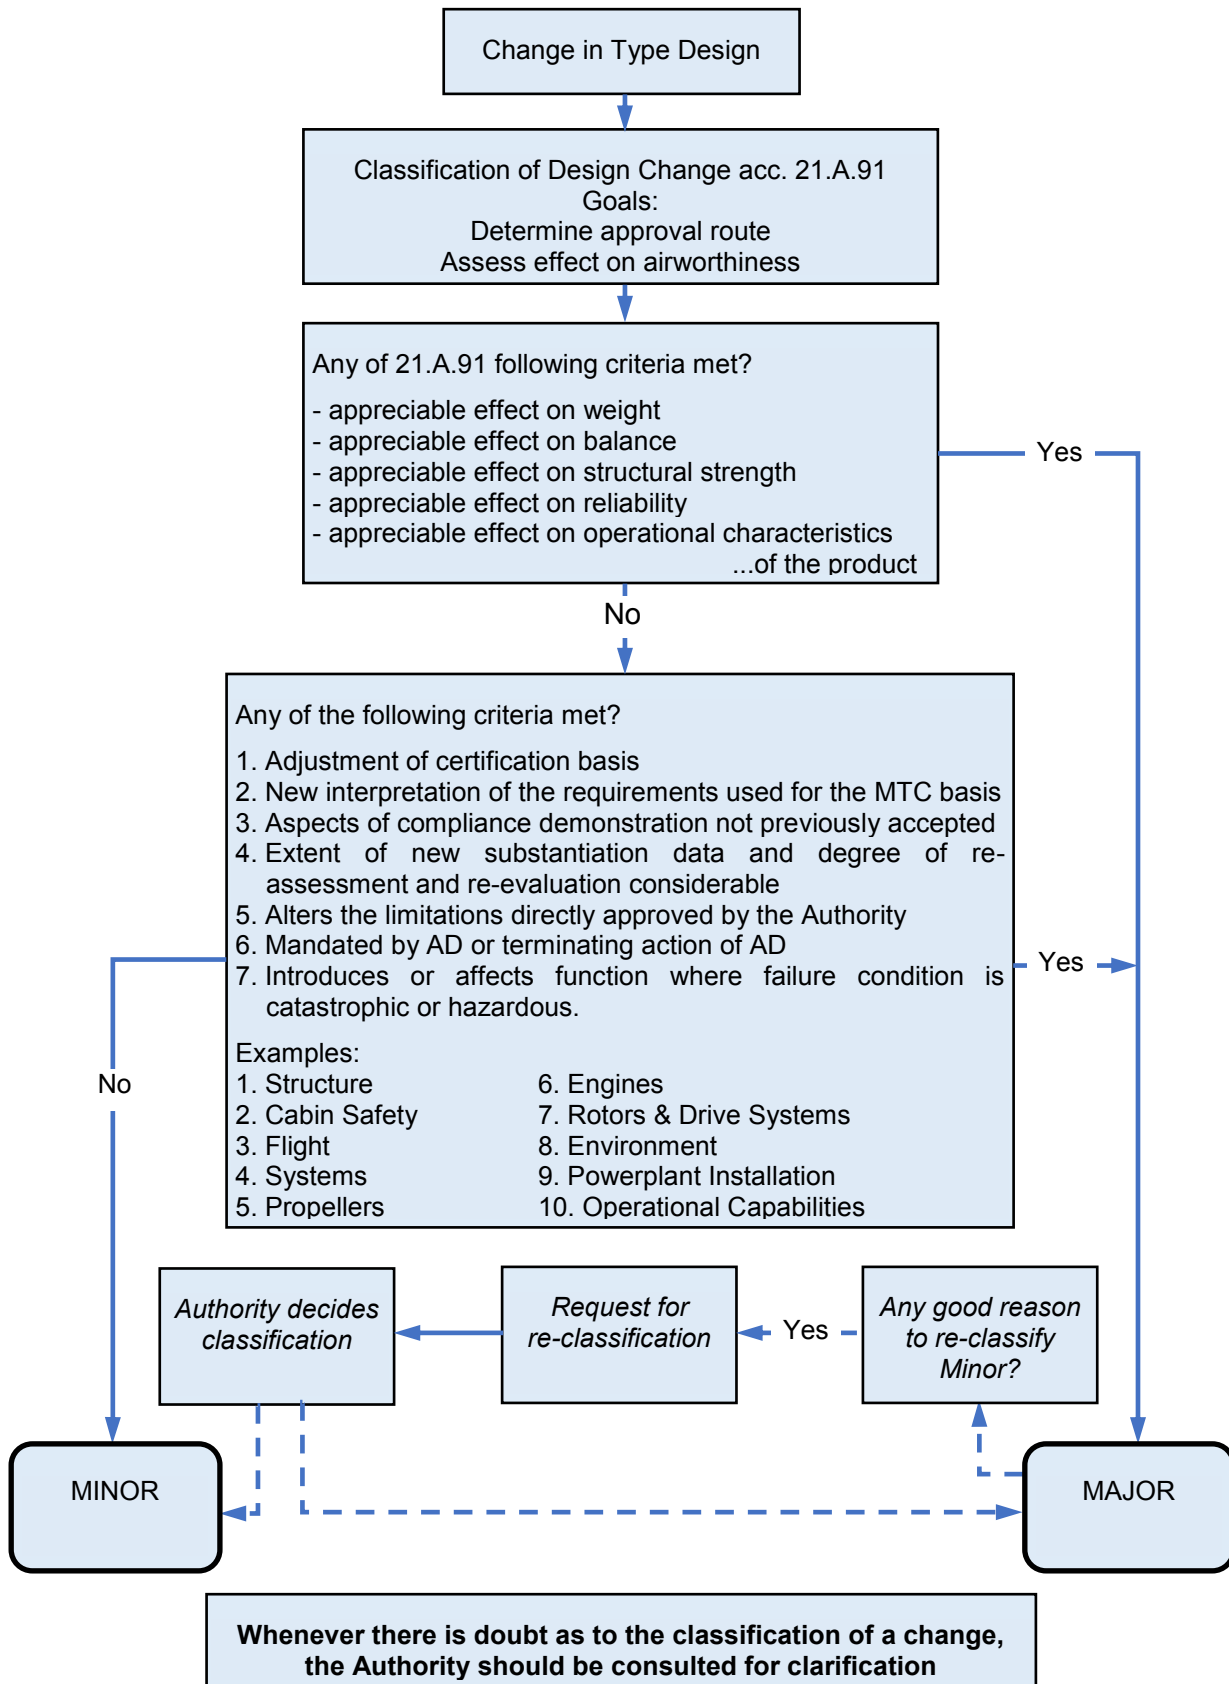 Change in Type Design
Classification of Design Change acc. 21.A.91
Goals:
Determine approval route
Assess effect on airworthiness
Any of 21.A.91 following criteria met?
- appreciable effect on weight
- appreciable effect on balance
- appreciable effect on structural strength
- appreciable effect on reliability
- appreciable effect on operational characteristics
...of the product
Yes
No
Any of the following criteria met?
1. Adjustment of certification basis
2. New interpretation of the requirements used for the MTC basis
3. Aspects of compliance demonstration not previously accepted
4. Extent of new substantiation data and degree of re-
assessment and re-evaluation considerable
5. Alters the limitations directly approved by the Authority
6. Mandated by AD or terminating action of AD
7. Introduces or affects function where failure condition is
catastrophic or hazardous.
Yes
No
Examples:
1. Structure
2. Cabin Safety
3. Flight
4. Systems
5. Propellers
6. Engines
7. Rotors & Drive Systems
8. Environment
9. Powerplant Installation
10. Operational Capabilities
Authority decides
classification
Request for
re-classification
Yes
Any good reason
to re-classify
Minor?
MINOR
MAJOR
Whenever there is doubt as to the classification of a change,
the Authority should be consulted for clarification